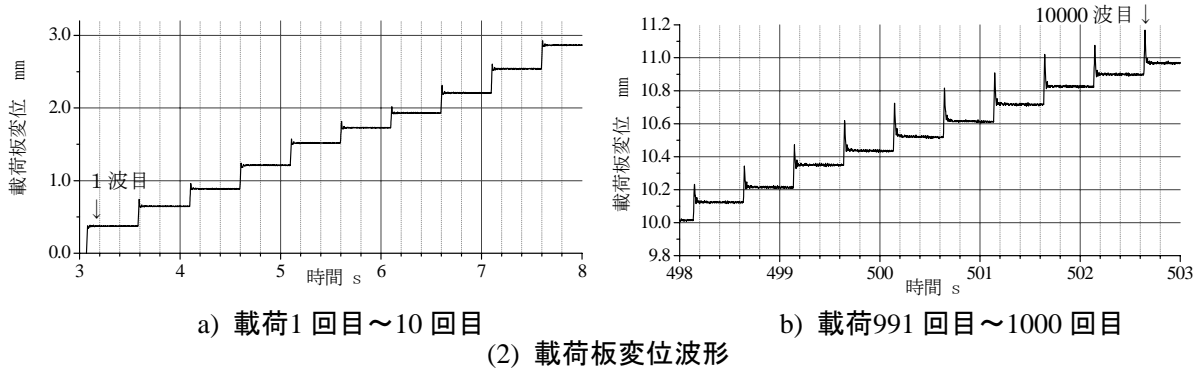 3.0
2.0
1.0
0.0
載荷板変位 mm
1 波目
↓
3 4 5 6 7 8
時間 s
a) 載荷1 回目～10 回目
10000 波目 ↓
11.2
11.0
10.8
10.6
10.4
10.2
10.0
9.8
載荷板変位 mm
498 499 500 501 502 503
時間 s
b) 載荷991 回目～1000 回目
(2) 載荷板変位波形